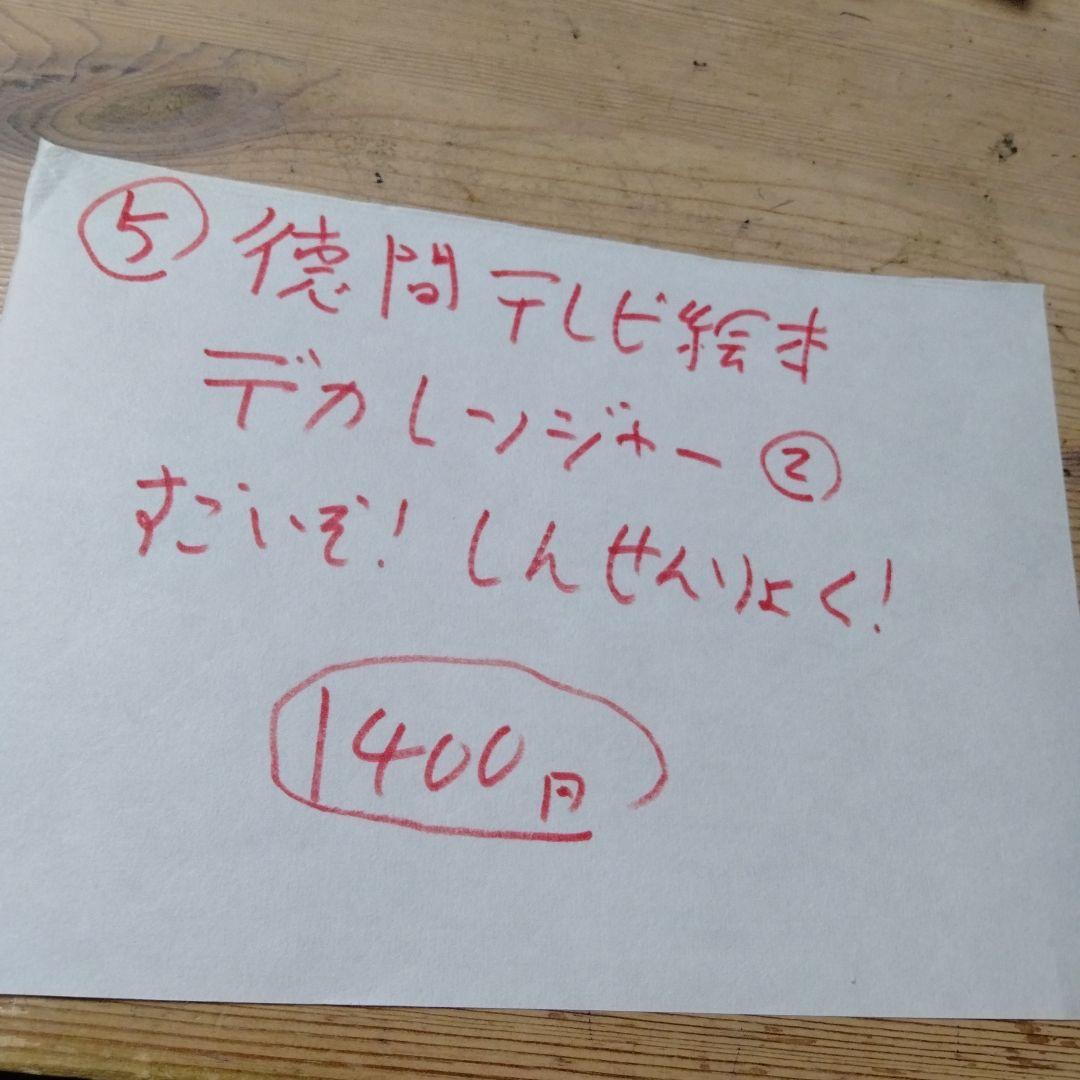 ⑤ 徳間テレビ絵本
デカレンジャー②
すごいぞ！しんせんりょく！
1400円